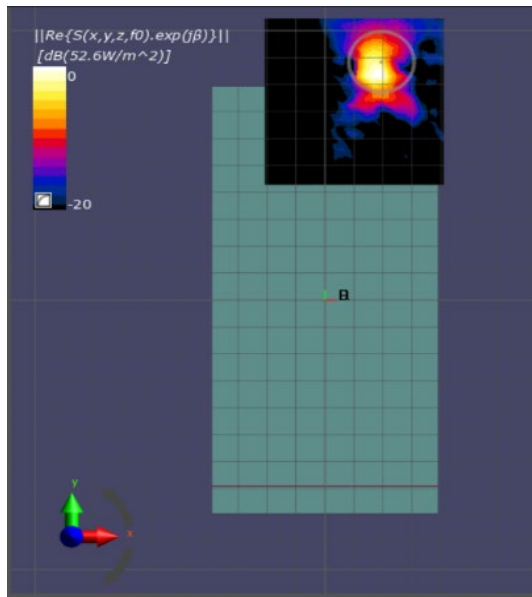 ||Re{S(x,y,z,f0).exp(jβ)}||
[dB(52.6W/m^2)]
0
-20
y
x